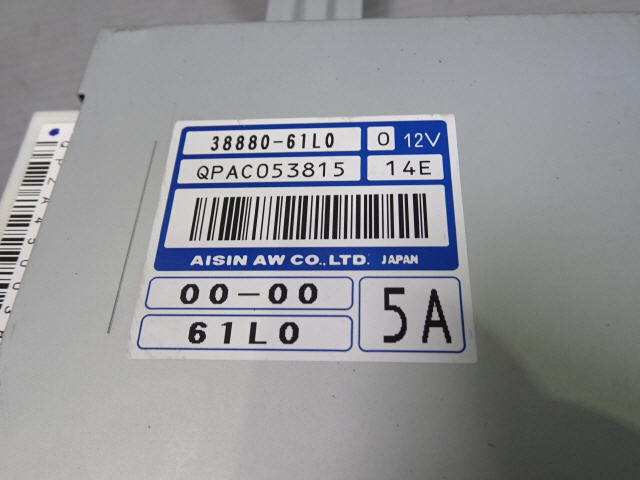 38880-61L0 0 12V
QPAC053815 14E
AISIN AW CO.,LTD. JAPAN
00-00
61L0
5A